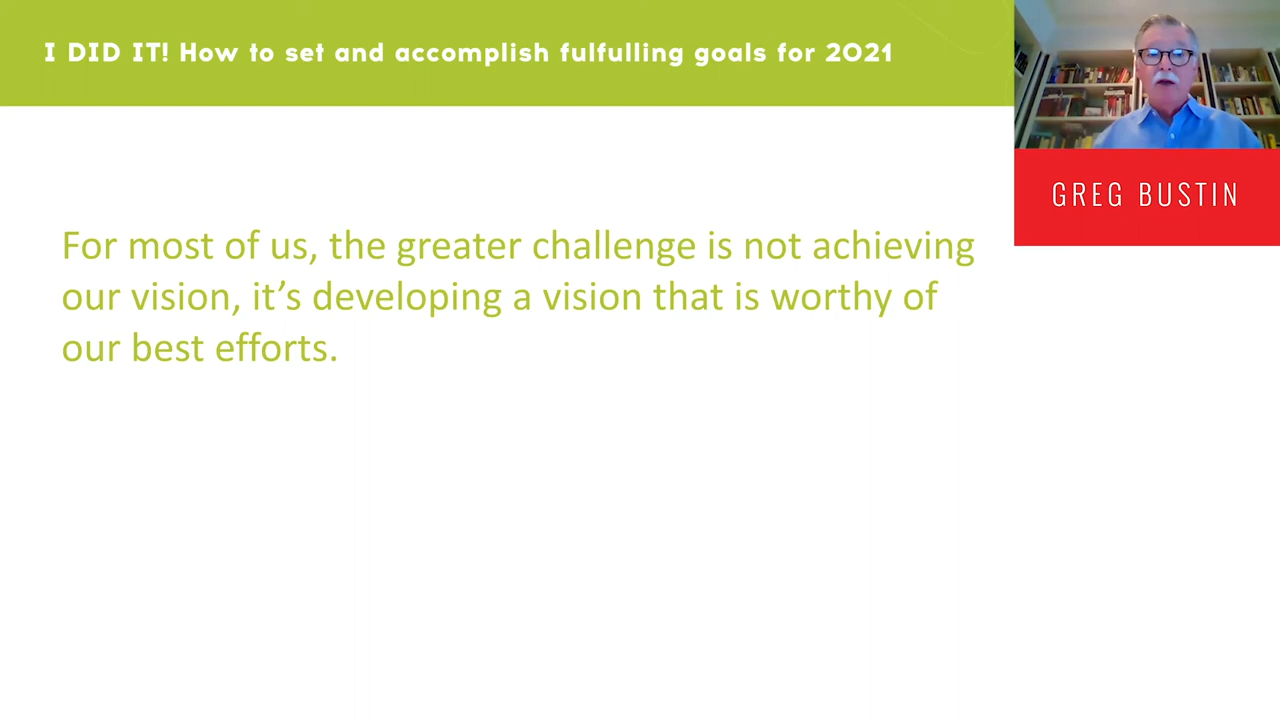 I DID IT! How to set and accomplish fulfulling goals for 2021
GREG BUSTIN
For most of us, the greater challenge is not achieving
our vision, it’s developing a vision that is worthy of
our best efforts.